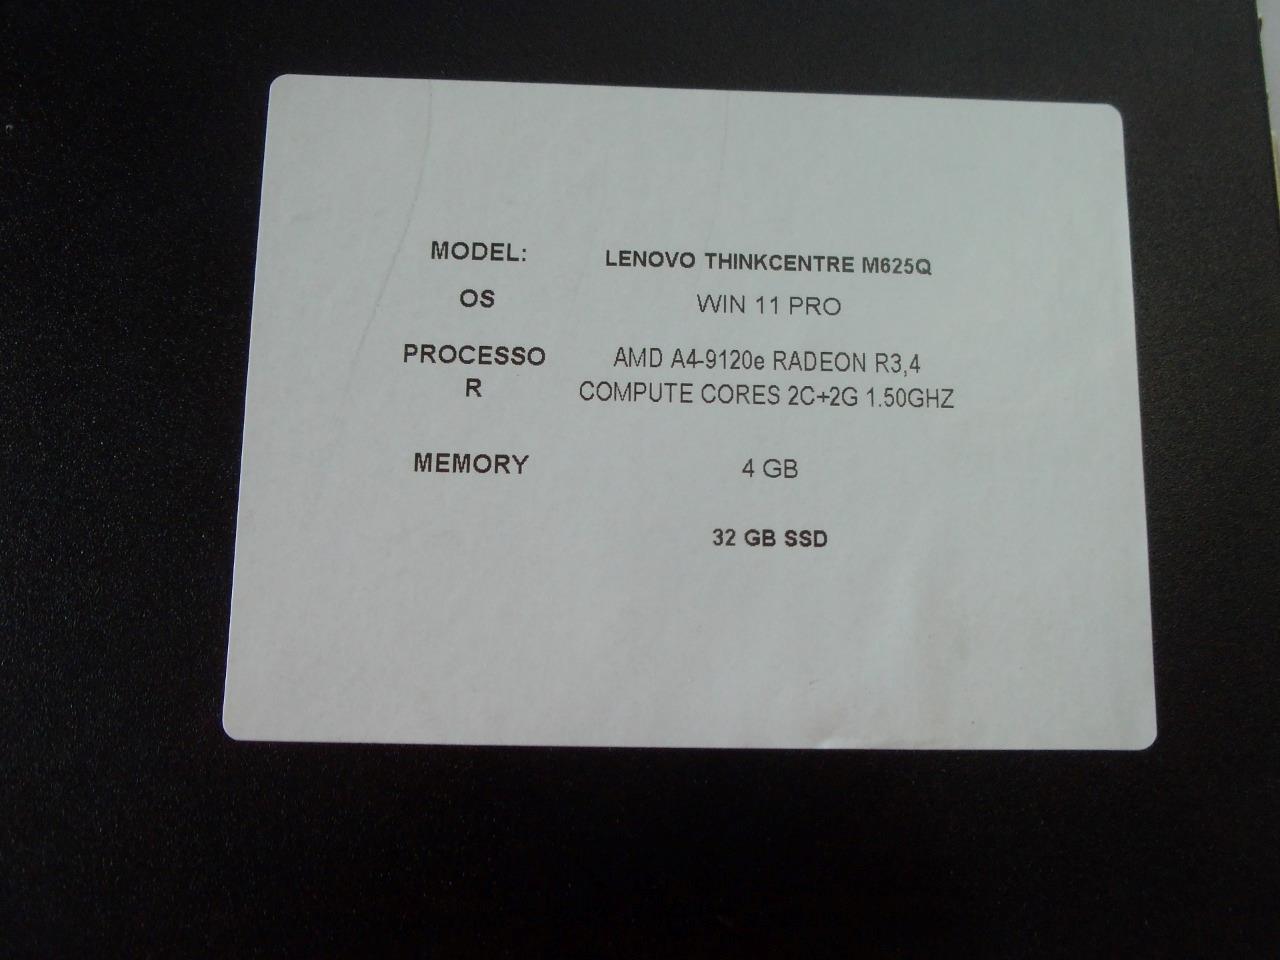 MODEL: LENOVO THINKCENTRE M625Q
OS WIN 11 PRO
PROCESSO AMD A4-9120e RADEON R3,4
R COMPUTE CORES 2C+2G 1.50GHZ
MEMORY 4 GB
32 GB SSD